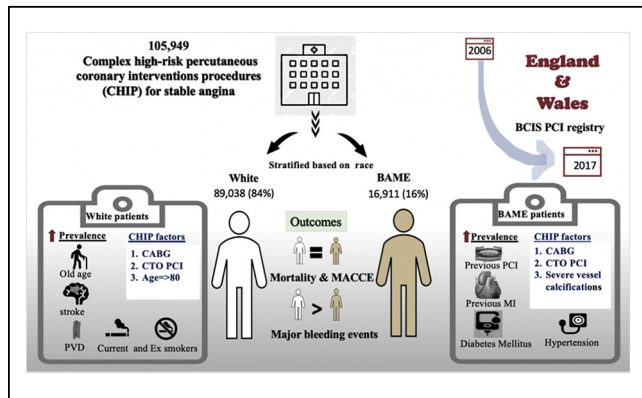 105,949
Complex high-risk percutaneous
coronary interventions procedures
(CHIP) for stable angina
2006
England
&
Wales
BCIS PCI registry
2017
Stratified based on race
White
89,038 (84%)
BAME
16,911 (16%)
White patients
Prevalence
Old age
stroke
PVD
Current and Ex smokers
CHIP factors
1. CABG
2. CTO PCI
3. Age=>80
Outcomes
=
Mortality & MACCE
>
Major bleeding events
BAME patients
Prevalence
Previous PCI
Previous MI
Diabetes Mellitus
Hypertension
CHIP factors
1. CABG
2. CTO PCI
3. Severe vessel
calcifications